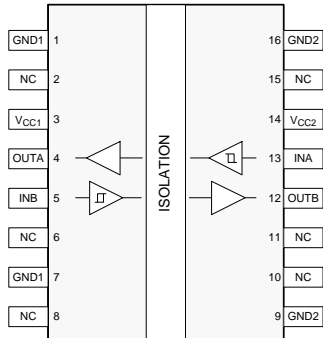 GND1 1 16 GND2
NC 2 15 NC
VCC1 3 14 VCC2
OUTA 4 13 INA
INB 5 12 OUTB
NC 6 11 NC
GND1 7 10 NC
NC 8 9 GND2
ISOLATION